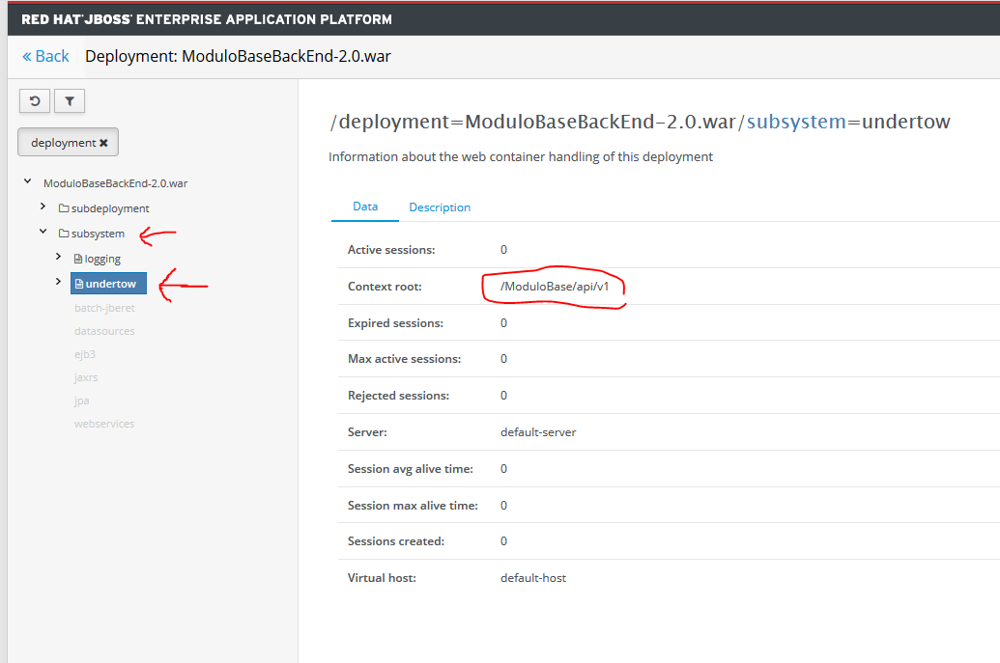 RED HAT® JBOSS® ENTERPRISE APPLICATION PLATFORM
« Back Deployment: ModuloBaseBackEnd-2.0.war
deployment ✖
ModuloBaseBackEnd-2.0.war
subdeployment
subsystem
logging
undertow
batch-jberet
datasources
ejb3
jaxrs
jpa
webservices
/deployment=ModuloBaseBackEnd-2.0.war/subsystem=undertow
Information about the web container handling of this deployment
Data Description
Active sessions: 0
Context root: /ModuloBase/api/v1
Expired sessions: 0
Max active sessions: 0
Rejected sessions: 0
Server: default-server
Session avg alive time: 0
Session max alive time: 0
Sessions created: 0
Virtual host: default-host